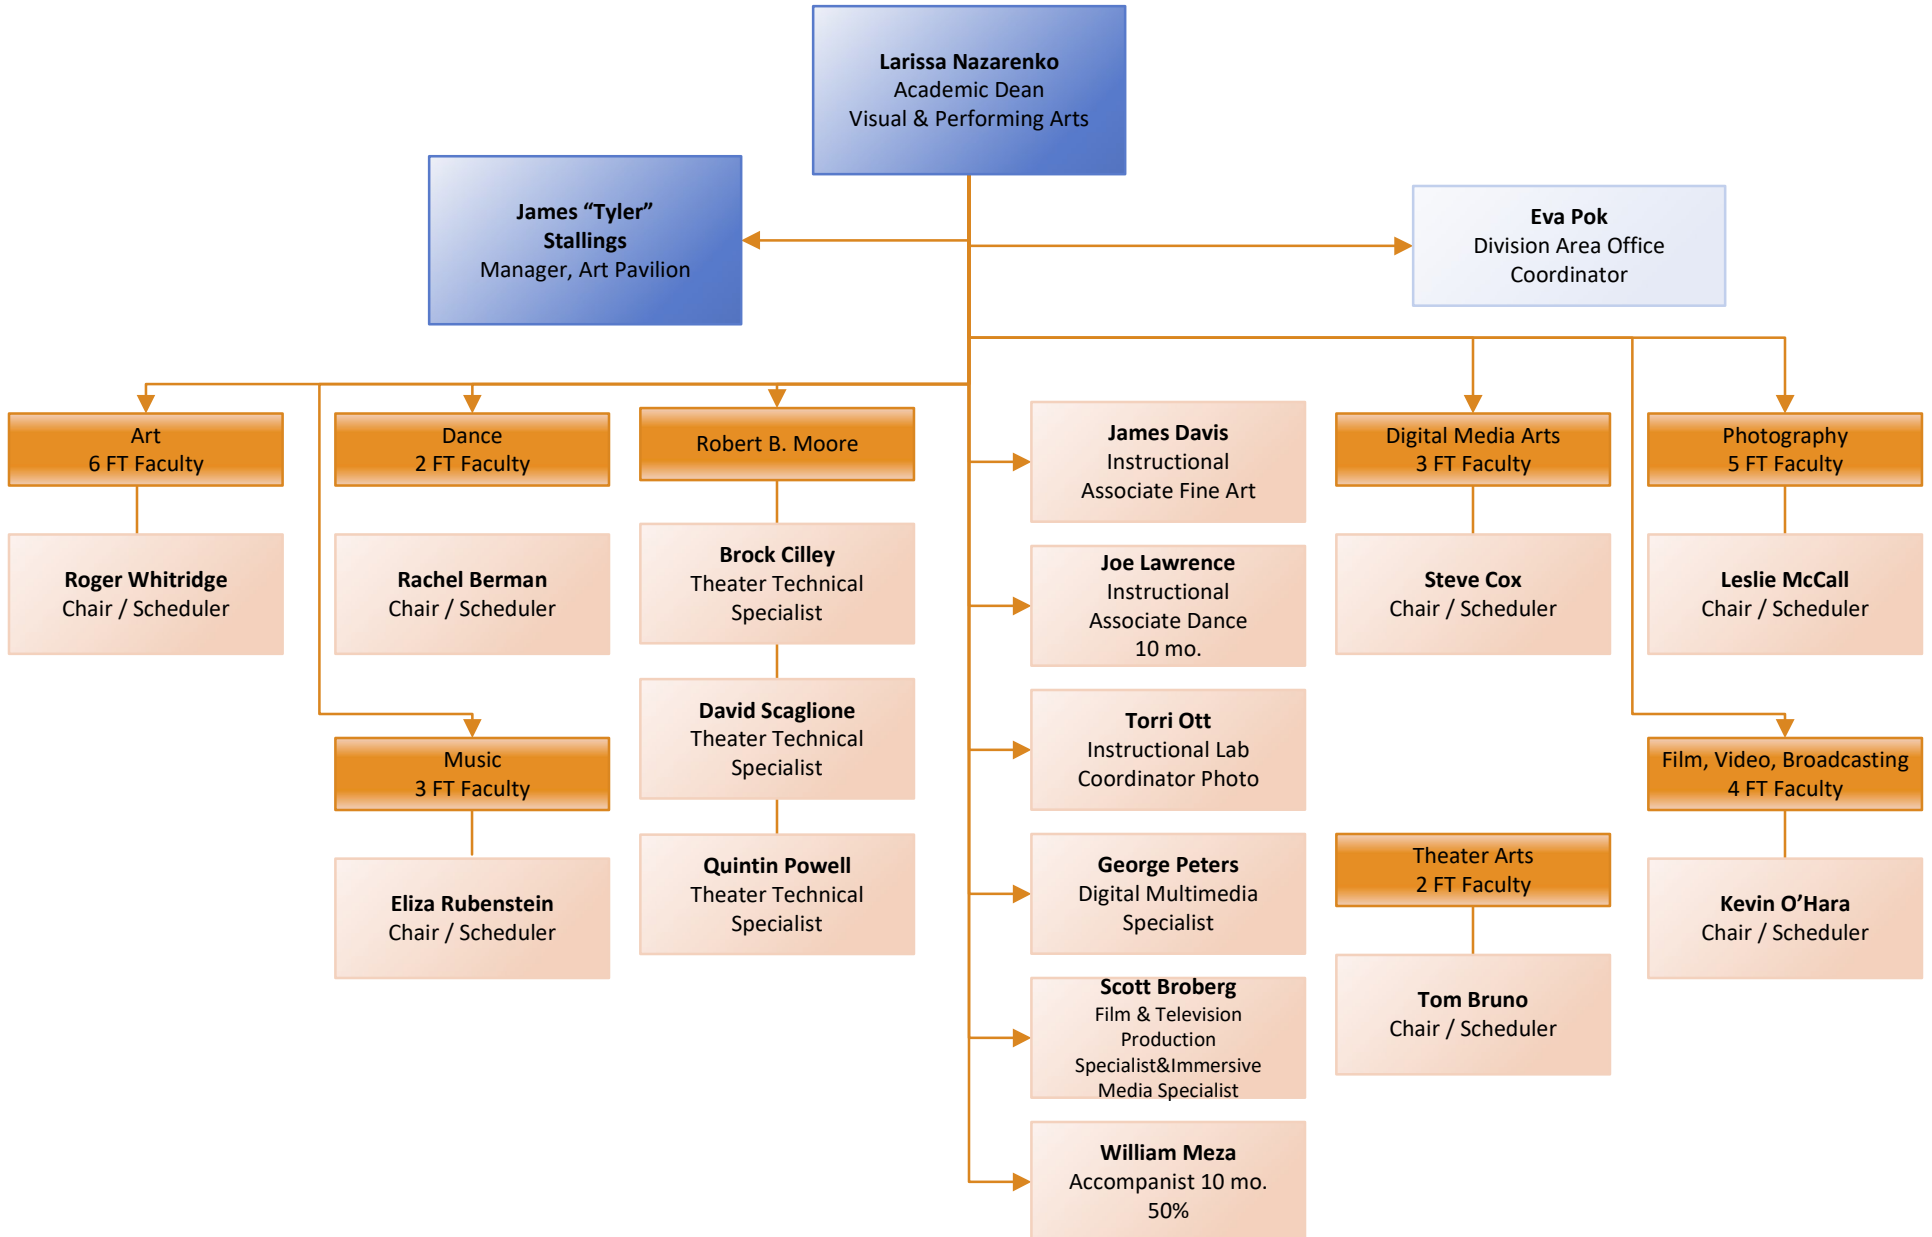 Larissa Nazarenko
Academic Dean
Visual & Performing Arts
James “Tyler”
Stallings
Manager, Art Pavilion
Eva Pok
Division Area Office
Coordinator
Art
6 FT Faculty
Roger Whitridge
Chair / Scheduler
Dance
2 FT Faculty
Rachel Berman
Chair / Scheduler
Music
3 FT Faculty
Eliza Rubenstein
Chair / Scheduler
Robert B. Moore
Brock Cilley
Theater Technical
Specialist
David Scaglione
Theater Technical
Specialist
Quintin Powell
Theater Technical
Specialist
James Davis
Instructional
Associate Fine Art
Joe Lawrence
Instructional
Associate Dance
10 mo.
Torri Ott
Instructional Lab
Coordinator Photo
George Peters
Digital Multimedia
Specialist
Scott Broberg
Film & Television
Production
Specialist&Immersive
Media Specialist
William Meza
Accompanist 10 mo.
50%
Digital Media Arts
3 FT Faculty
Steve Cox
Chair / Scheduler
Theater Arts
2 FT Faculty
Tom Bruno
Chair / Scheduler
Photography
5 FT Faculty
Leslie McCall
Chair / Scheduler
Film, Video, Broadcasting
4 FT Faculty
Kevin O’Hara
Chair / Scheduler